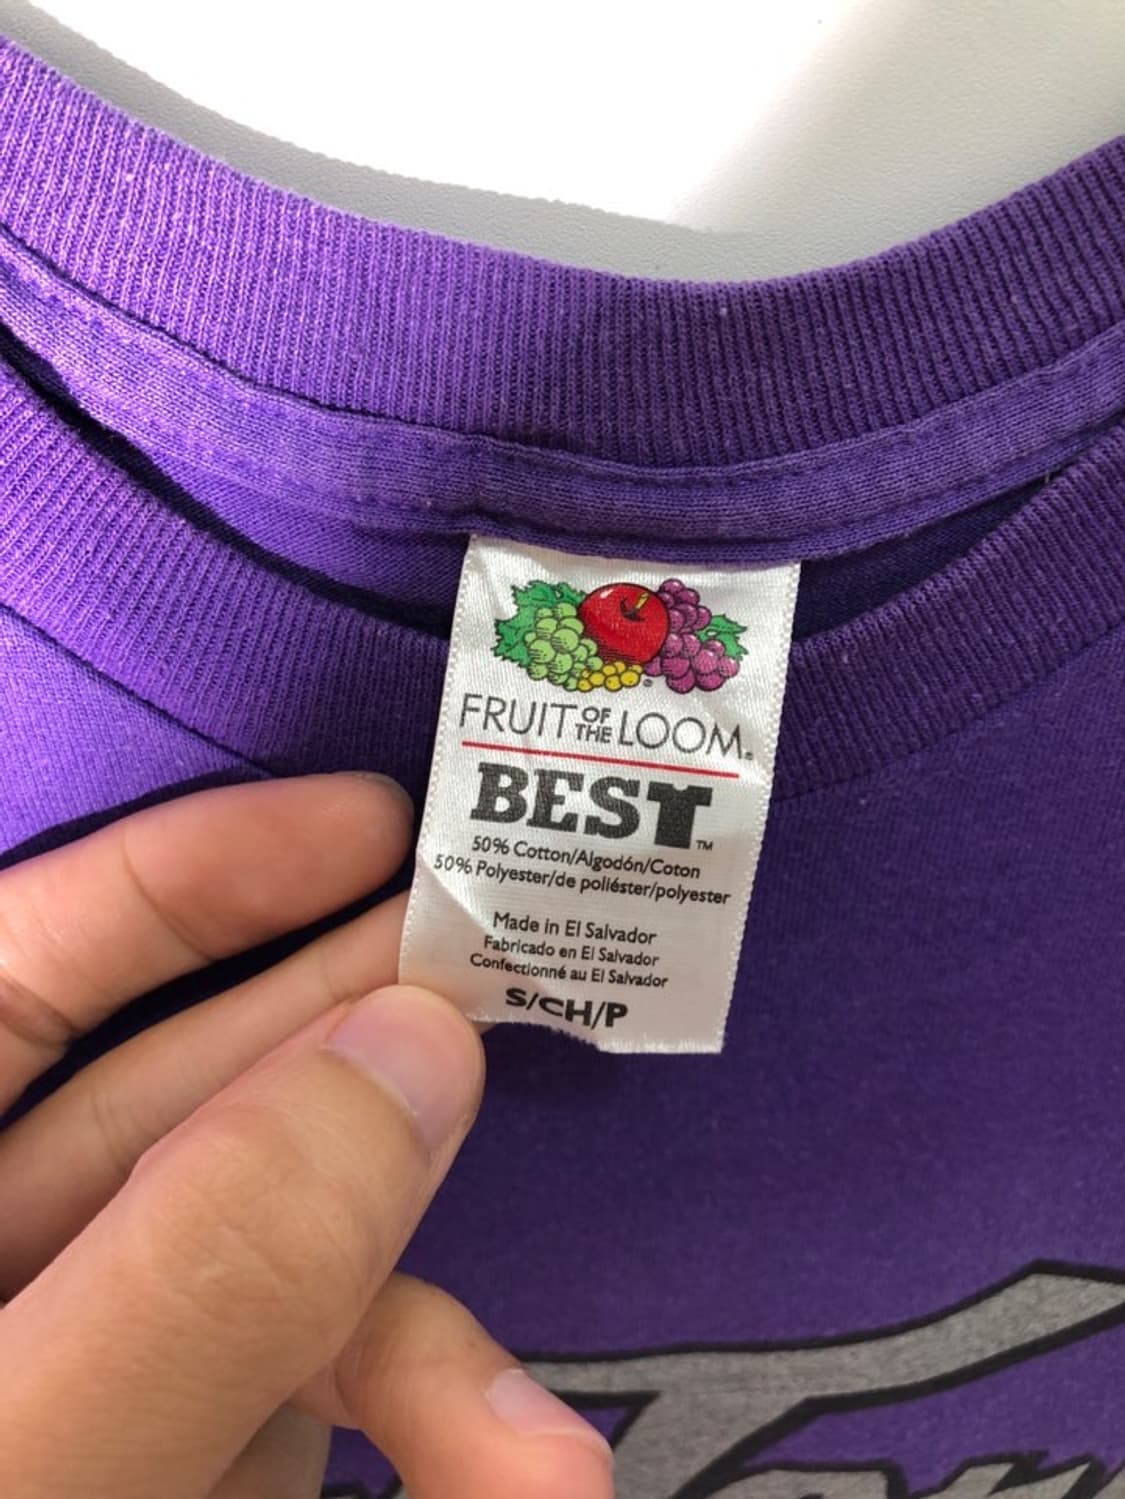 FRUIT OF THE LOOM®
BEST™
50% Cotton/Algodón/Coton
50% Polyester/de poliéster/polyester
Made in El Salvador
Fabricado en El Salvador
Confectionné au El Salvador
S/CH/P